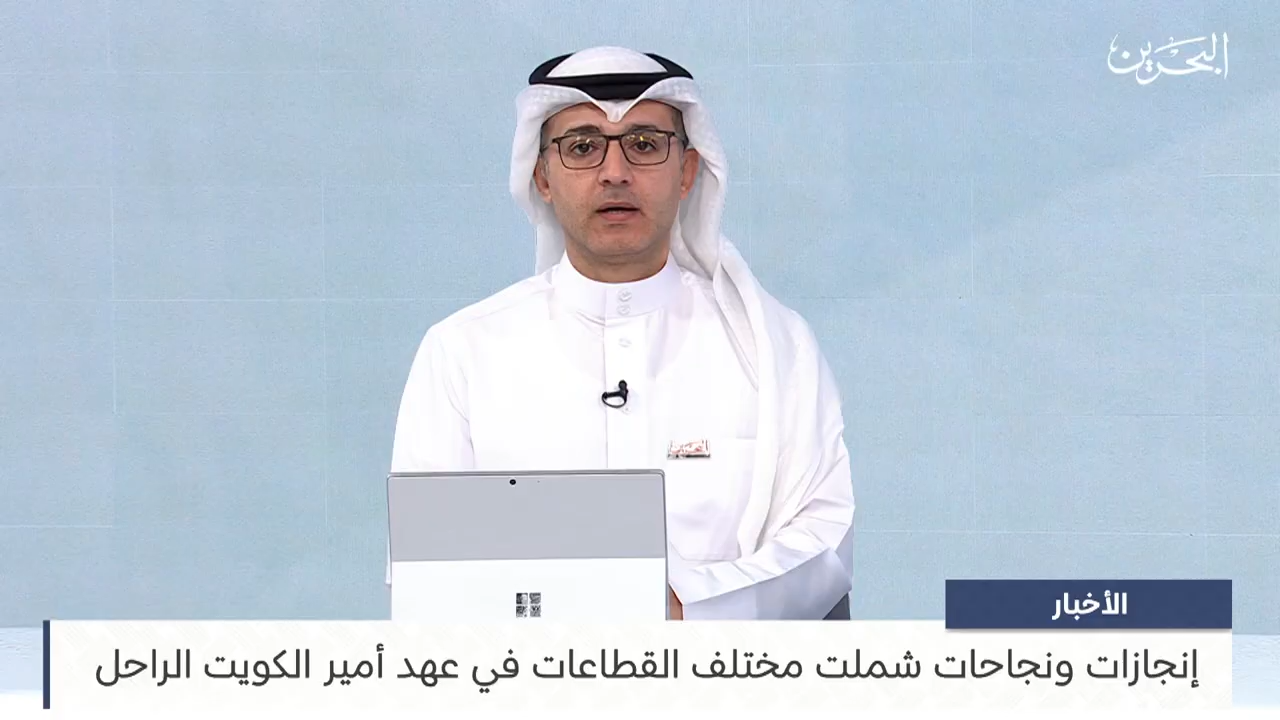 البحرين
الأخبار
إنجازات ونجاحات شملت مختلف القطاعات في عهد أمير الكويت الراحل